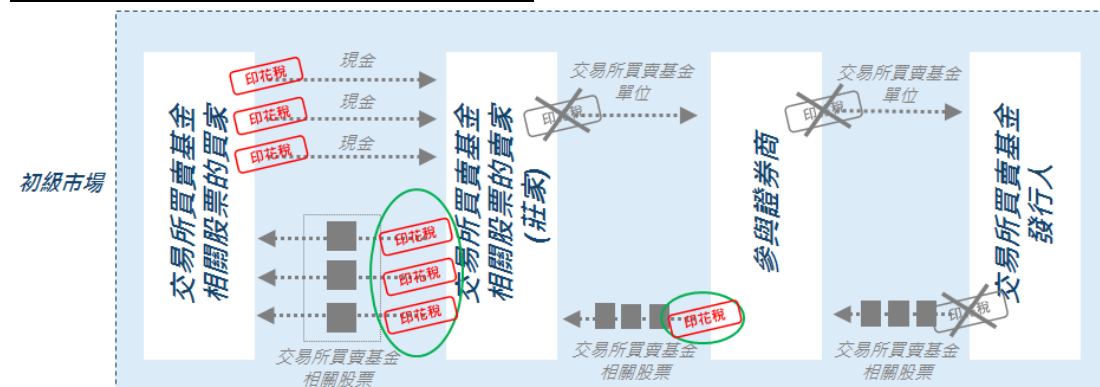 初級市場
交易所買賣基金
相關股票的買家
印花稅
現金
印花稅
現金
印花稅
現金
印花稅
印花稅
印花稅
交易所買賣基金
相關股票
交易所買賣基金
相關股票的賣家
(莊家)
交易所買賣基金
單位
印花稅
印花稅
交易所買賣基金
相關股票
參與證券商
交易所買賣基金
單位
印花稅
印花稅
交易所買賣基金
相關股票
交易所買賣基金
發行人